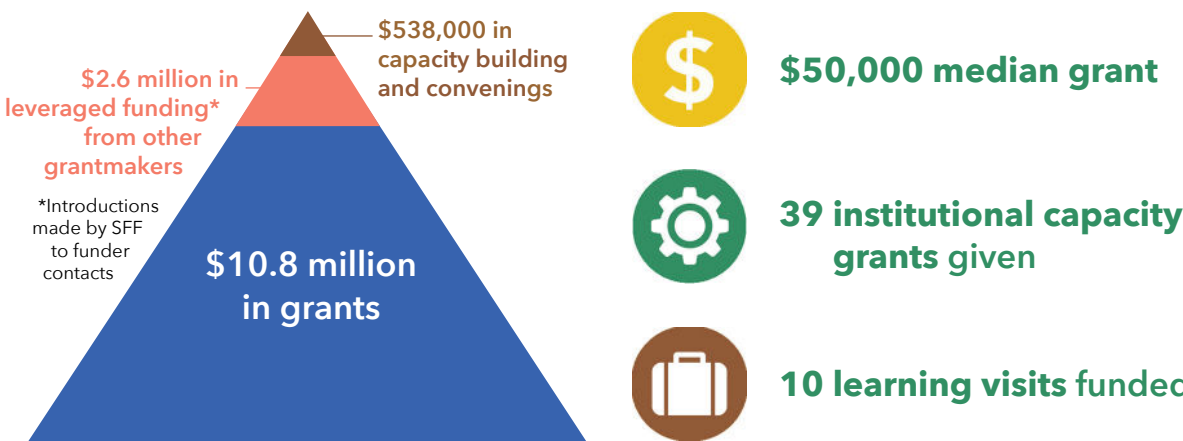 $538,000 in
capacity building
and convenings
$2.6 million in
leveraged funding*
from other
grantmakers
*Introductions
made by SFF
to funder
contacts
$10.8 million
in grants
$
$50,000 median grant
39 institutional capacity
grants given
10 learning visits funded